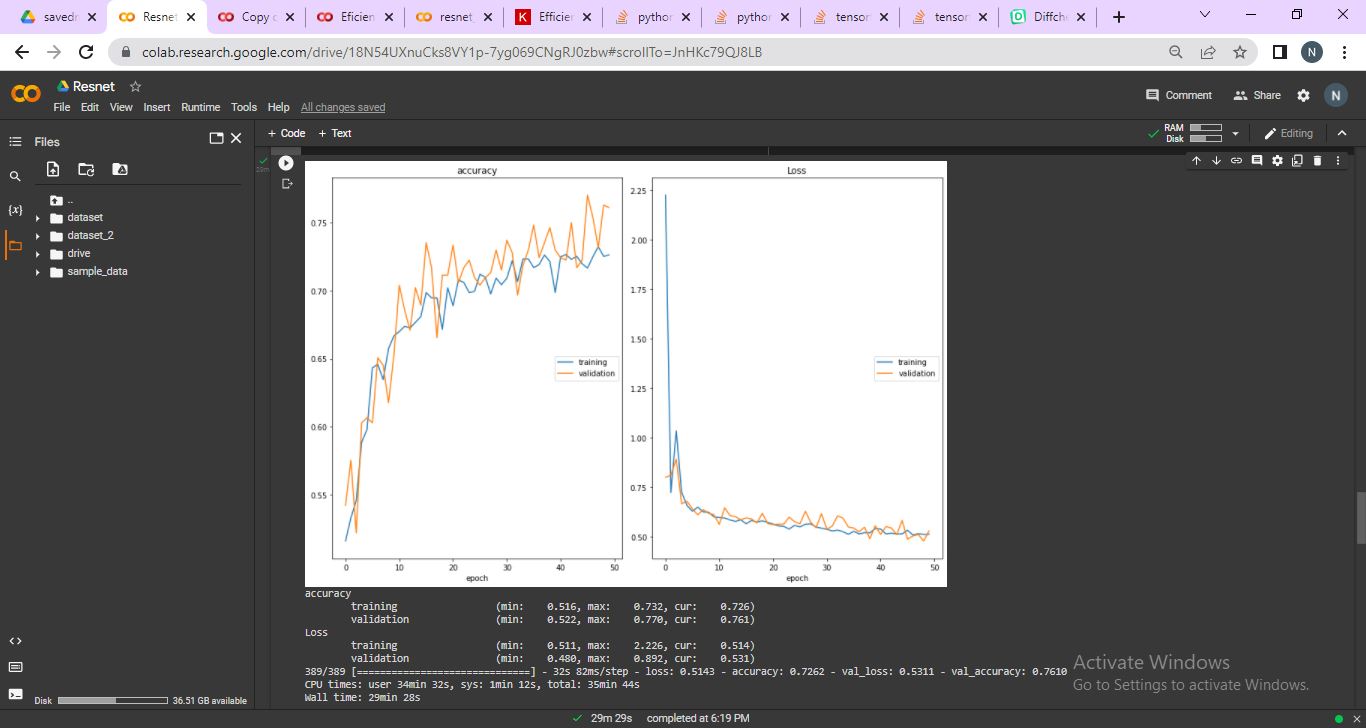 saved
Resnet
Copy c
Eficien
resnet
Efficien
python
python
tensor
tensor
Diffche
colab.research.google.com/drive/18N54UXnuCks8VY1p-7yg069CNgRJ0zbw#scrollTo=JnHKc79QJ8LB
N
CO
Resnet
File Edit View Insert Runtime Tools Help All changes saved
Comment Share N
Files
+ Code + Text
RAM
Disk
Editing
29m
..
dataset
dataset_2
drive
sample_data
{x}
accuracy
0.75
0.70
0.65
0.60
0.55
training
validation
0 10 20 30 40 50
epoch
Loss
2.25
2.00
1.75
1.50
1.25
1.00
0.75
0.50
training
validation
0 10 20 30 40 50
epoch
accuracy
training (min: 0.516, max: 0.732, cur: 0.726)
validation (min: 0.522, max: 0.770, cur: 0.761)
Loss
training (min: 0.511, max: 2.226, cur: 0.514)
validation (min: 0.480, max: 0.892, cur: 0.531)
389/389 [==============================] - 32s 82ms/step - loss: 0.5143 - accuracy: 0.7262 - val_loss: 0.5311 - val_accuracy: 0.7610
CPU times: user 34min 32s, sys: 1min 12s, total: 35min 44s
Wall time: 29min 28s
Disk 36.51 GB available
Activate Windows
Go to Settings to activate Windows.
29m 29s completed at 6:19 PM